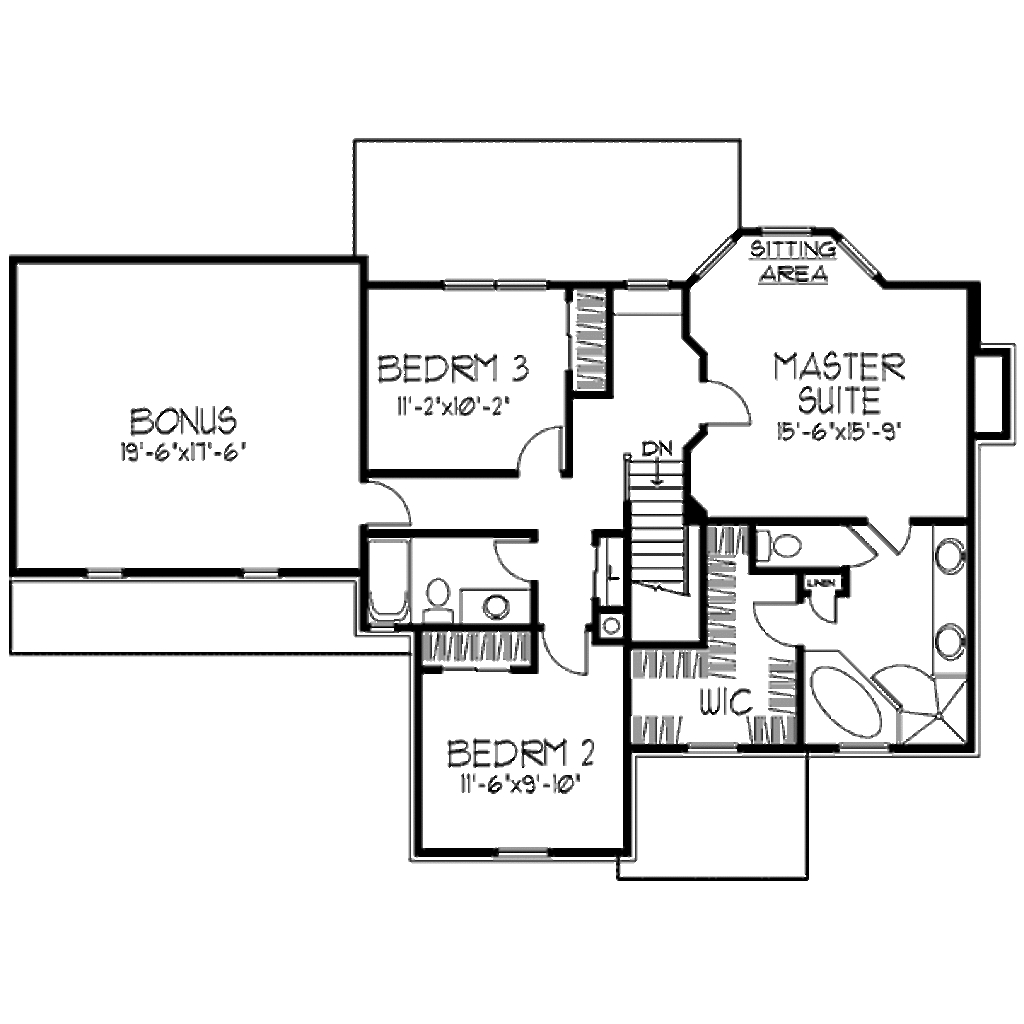 SITTING
AREA
BEDRM 3
11'-2"x10'-2"
MASTER
SUITE
15'-6"x15'-9"
BONUS
19'-6"x17'-6"
DN
LINEN
WIC
BEDRM 2
11'-6"x9'-10"